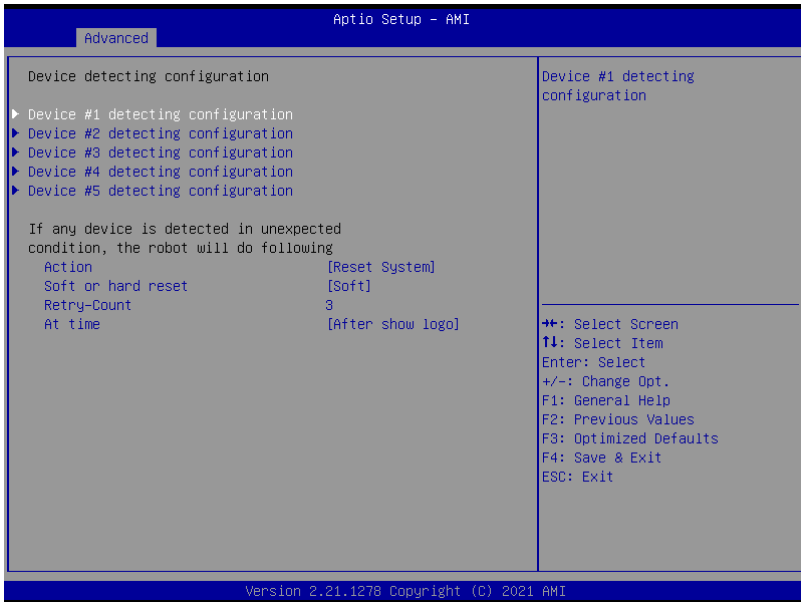 Aptio Setup – AMI
Advanced
Device detecting configuration
Device #1 detecting configuration
Device #2 detecting configuration
Device #3 detecting configuration
Device #4 detecting configuration
Device #5 detecting configuration
If any device is detected in unexpected
condition, the robot will do following
Action [Reset System]
Soft or hard reset [Soft]
Retry-Count 3
At time [After show logo]
Device #1 detecting
configuration
→←: Select Screen
↑↓: Select Item
Enter: Select
+/-: Change Opt.
F1: General Help
F2: Previous Values
F3: Optimized Defaults
F4: Save & Exit
ESC: Exit
Version 2.21.1278 Copyright (C) 2021 AMI